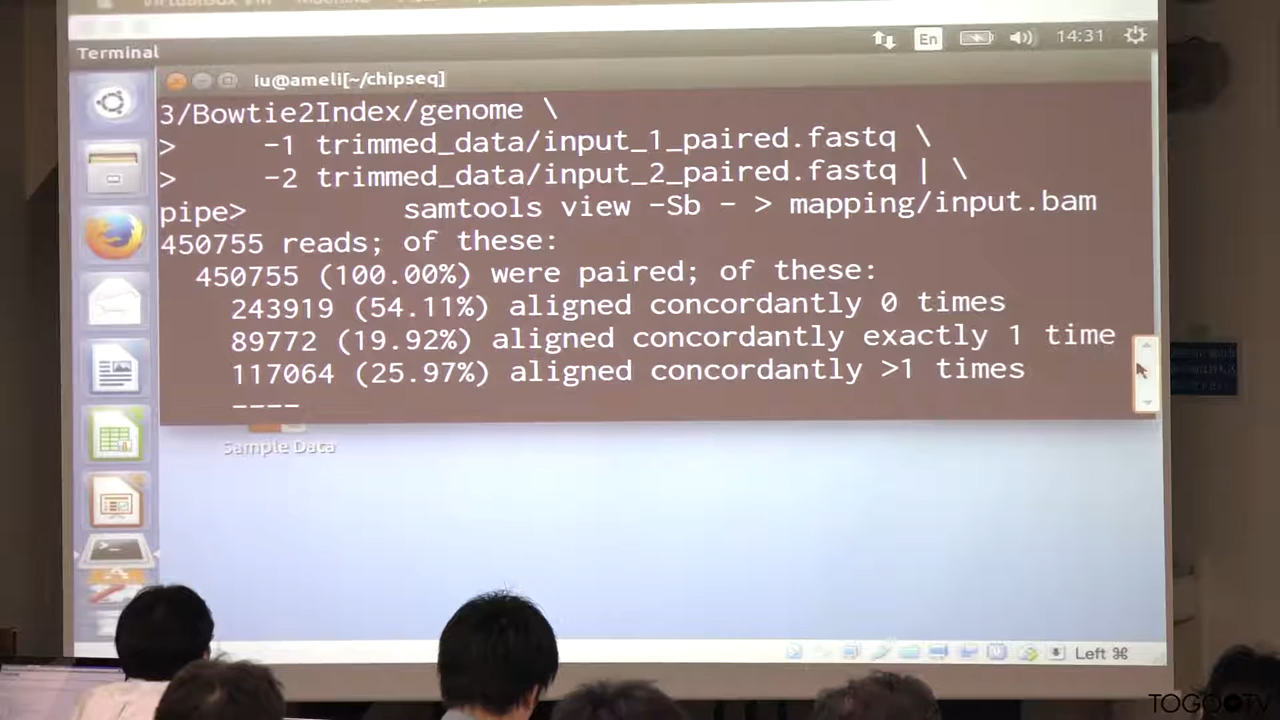 Terminal
En
14:31
iu@ameli[~/chipseq]
3/Bowtie2Index/genome \
> -1 trimmed_data/input_1_paired.fastq \
> -2 trimmed_data/input_2_paired.fastq | \
pipe> samtools view -Sb - > mapping/input.bam
450755 reads; of these:
450755 (100.00%) were paired; of these:
243919 (54.11%) aligned concordantly 0 times
89772 (19.92%) aligned concordantly exactly 1 time
117064 (25.97%) aligned concordantly >1 times
----
Sample Data
Left ⌘
TOGO TV